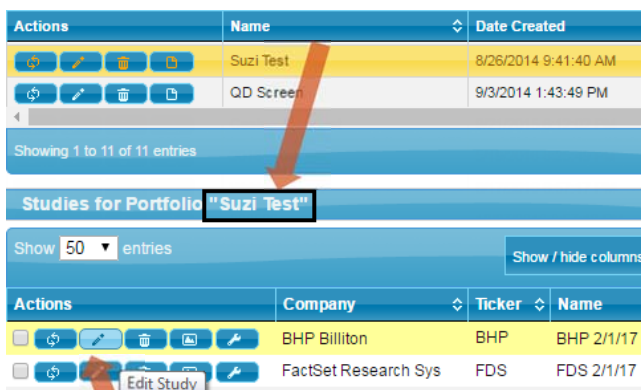 Actions Name Date Created
Suzi Test 8/26/2014 9:41:40 AM
QD Screen 9/3/2014 1:43:49 PM
Showing 1 to 11 of 11 entries
Studies for Portfolio "Suzi Test"
Show 50 entries
Show / hide columns
Actions Company Ticker Name
BHP Billiton BHP BHP 2/1/17
FactSet Research Sys FDS FDS 2/1/17
Edit Study